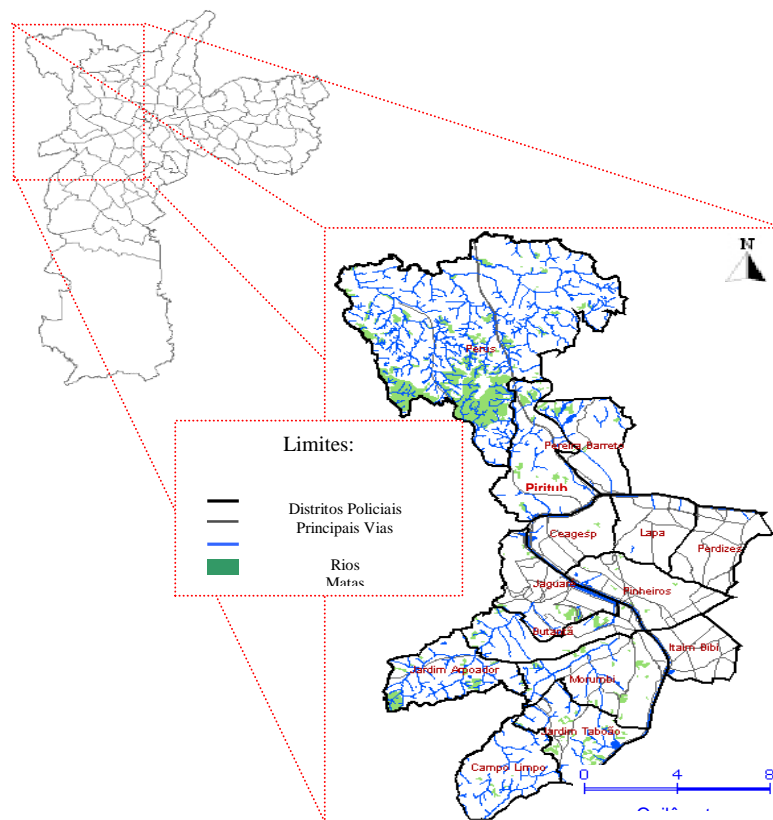 N
Perus
Pereira Barreto
Pirituba
Limites:
Distritos Policiais
Principais Vias
Rios
Matas
Ceagesp
Lapa
Perdizes
Jaguaré
Pinheiros
Butantã
Itaim Bibi
Jardim Arpoador
Morumbi
Jardim Taboão
Campo Limpo
0 4 8